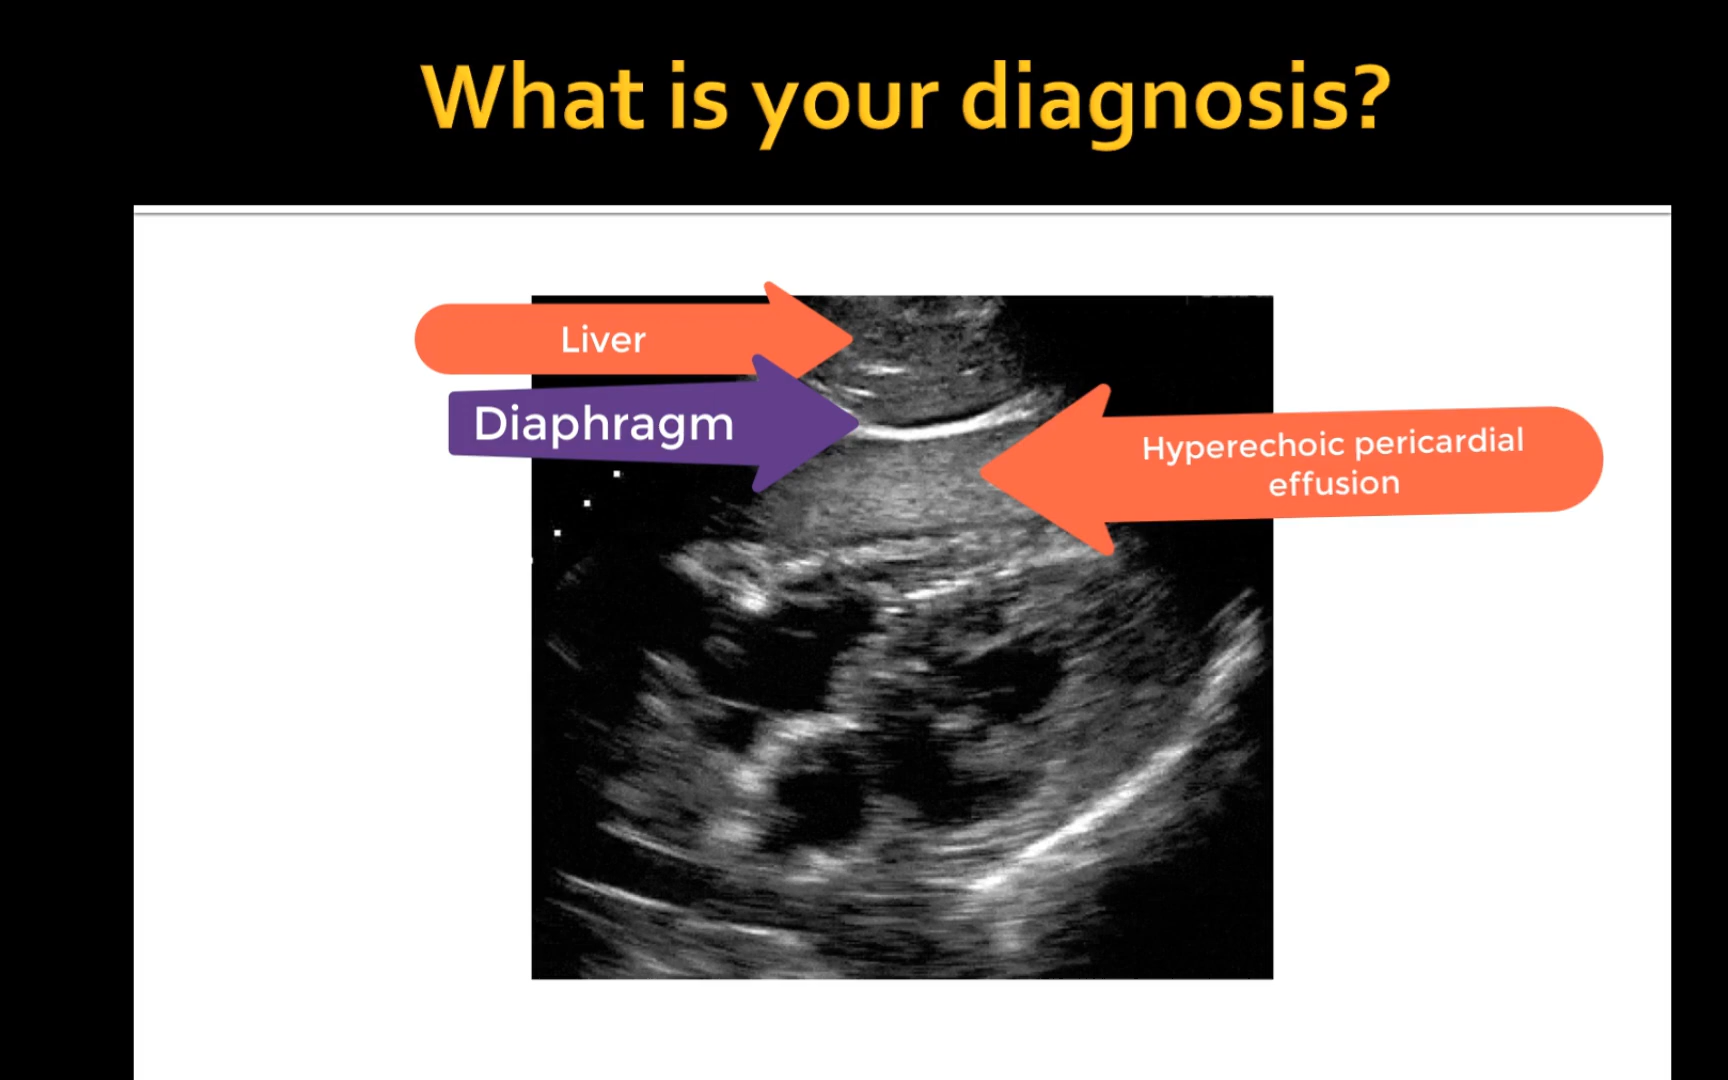 What is your diagnosis?
Liver
Diaphragm
Hyperechoic pericardial
effusion